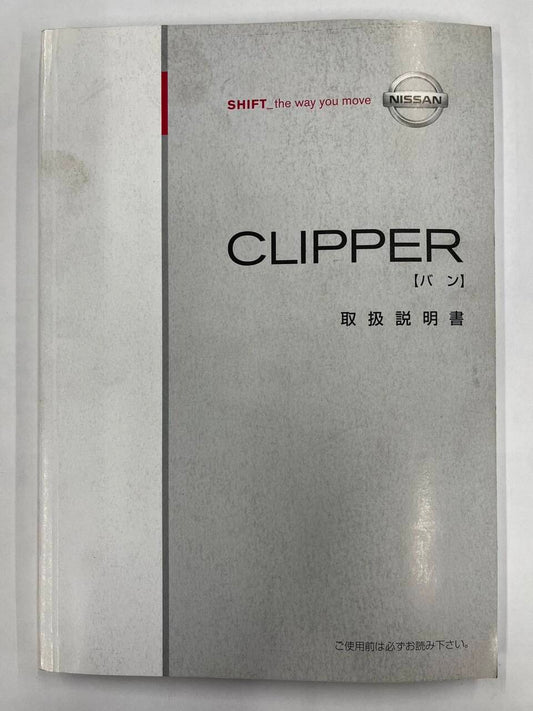 SHIFT_the way you move
NISSAN
CLIPPER
【バン】
取扱説明書
ご使用前は必ずお読み下さい。